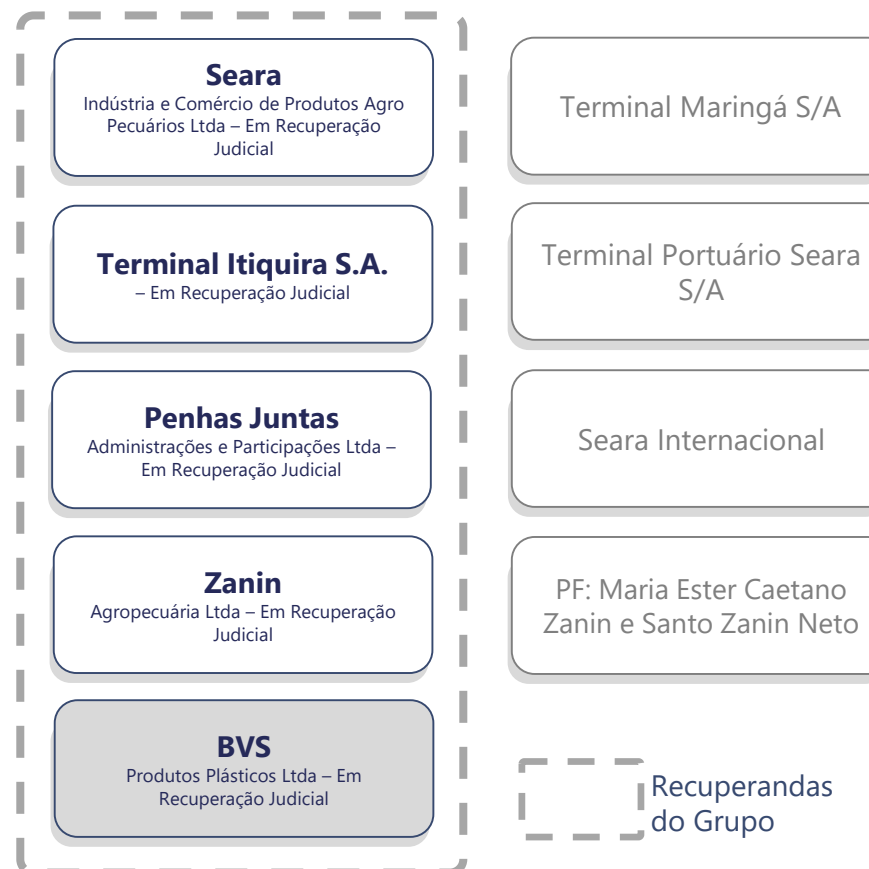 Seara
Indústria e Comércio de Produtos Agro
Pecuários Ltda – Em Recuperação
Judicial
Terminal Itiquira S.A.
– Em Recuperação Judicial
Penhas Juntas
Administrações e Participações Ltda –
Em Recuperação Judicial
Zanin
Agropecuária Ltda – Em Recuperação
Judicial
BVS
Produtos Plásticos Ltda – Em
Recuperação Judicial
Terminal Maringá S/A
Terminal Portuário Seara
S/A
Seara Internacional
PF: Maria Ester Caetano
Zanin e Santo Zanin Neto
Recuperandas
do Grupo